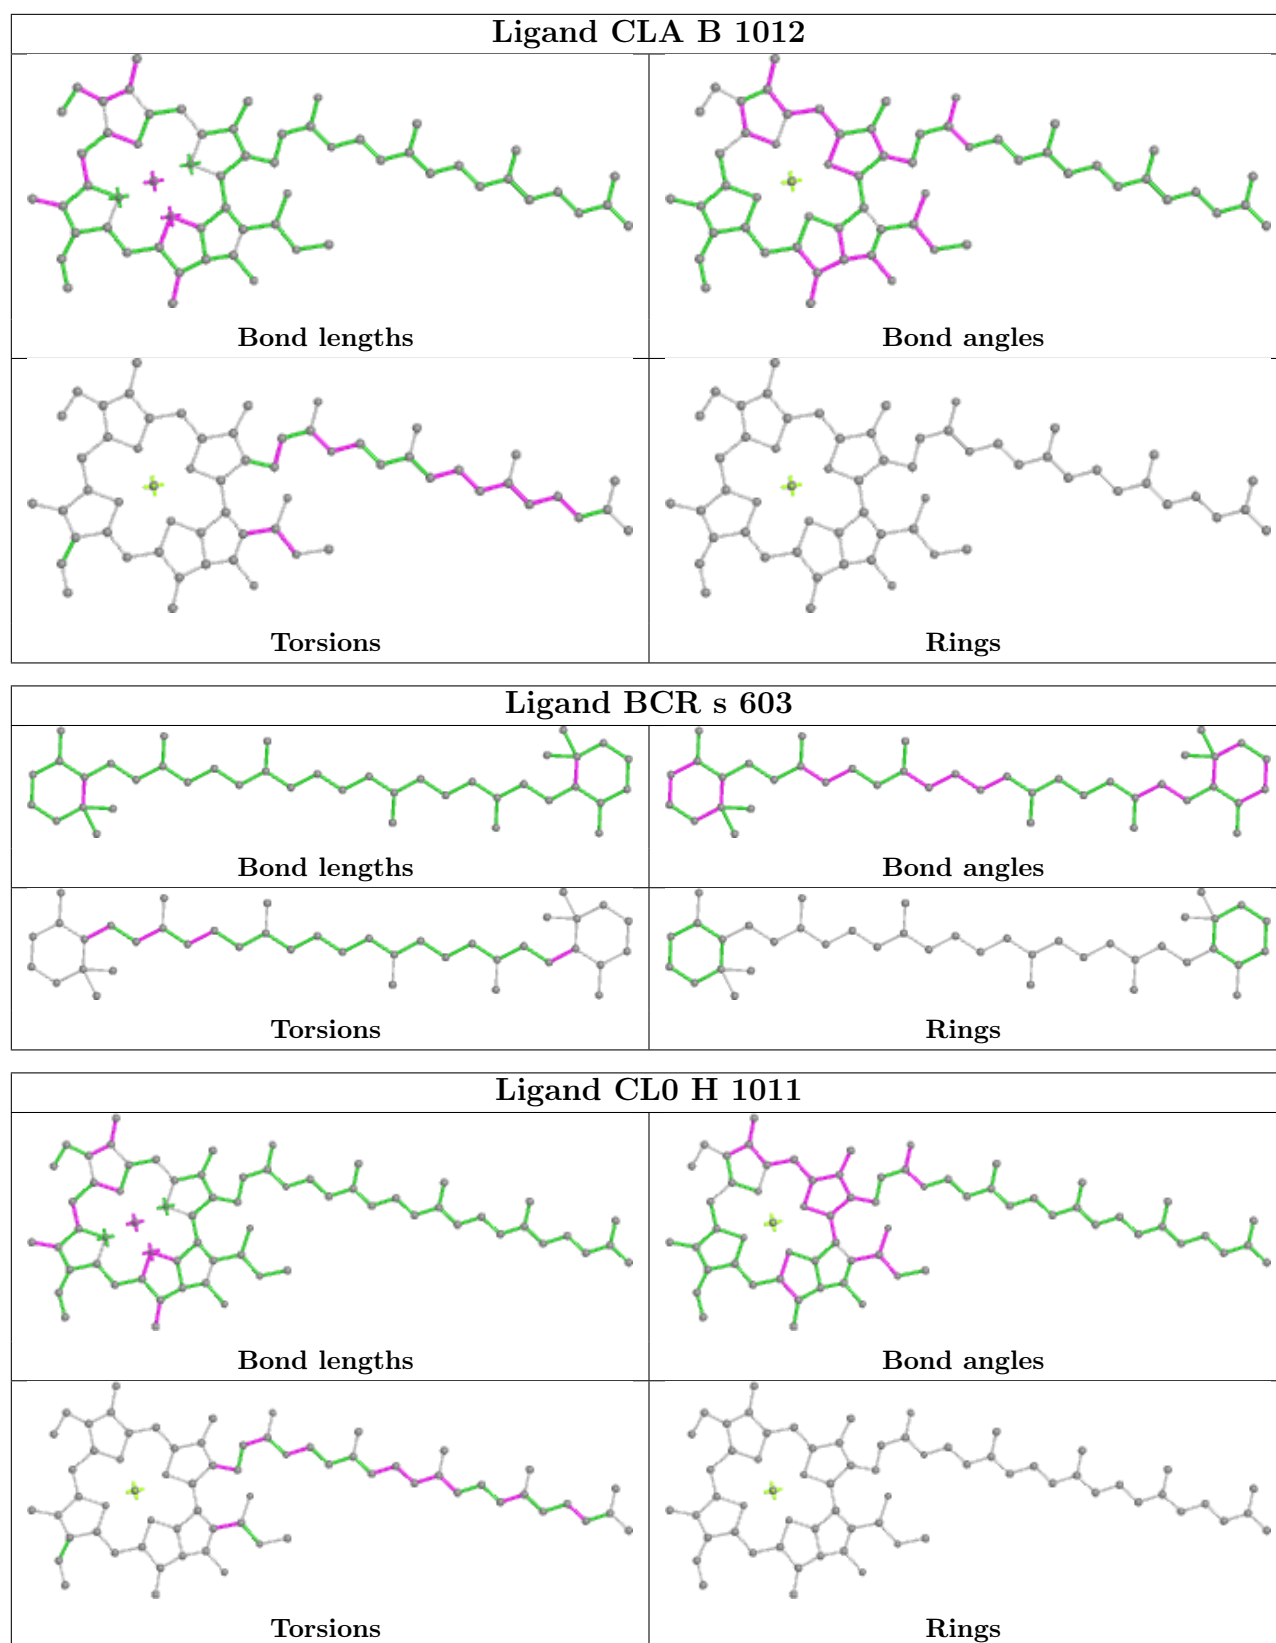 Ligand CLA B 1012
Bond lengths
Bond angles
Torsions
Rings
Ligand BCR s 603
Bond lengths
Bond angles
Torsions
Rings
Ligand CL0 H 1011
Bond lengths
Bond angles
Torsions
Rings